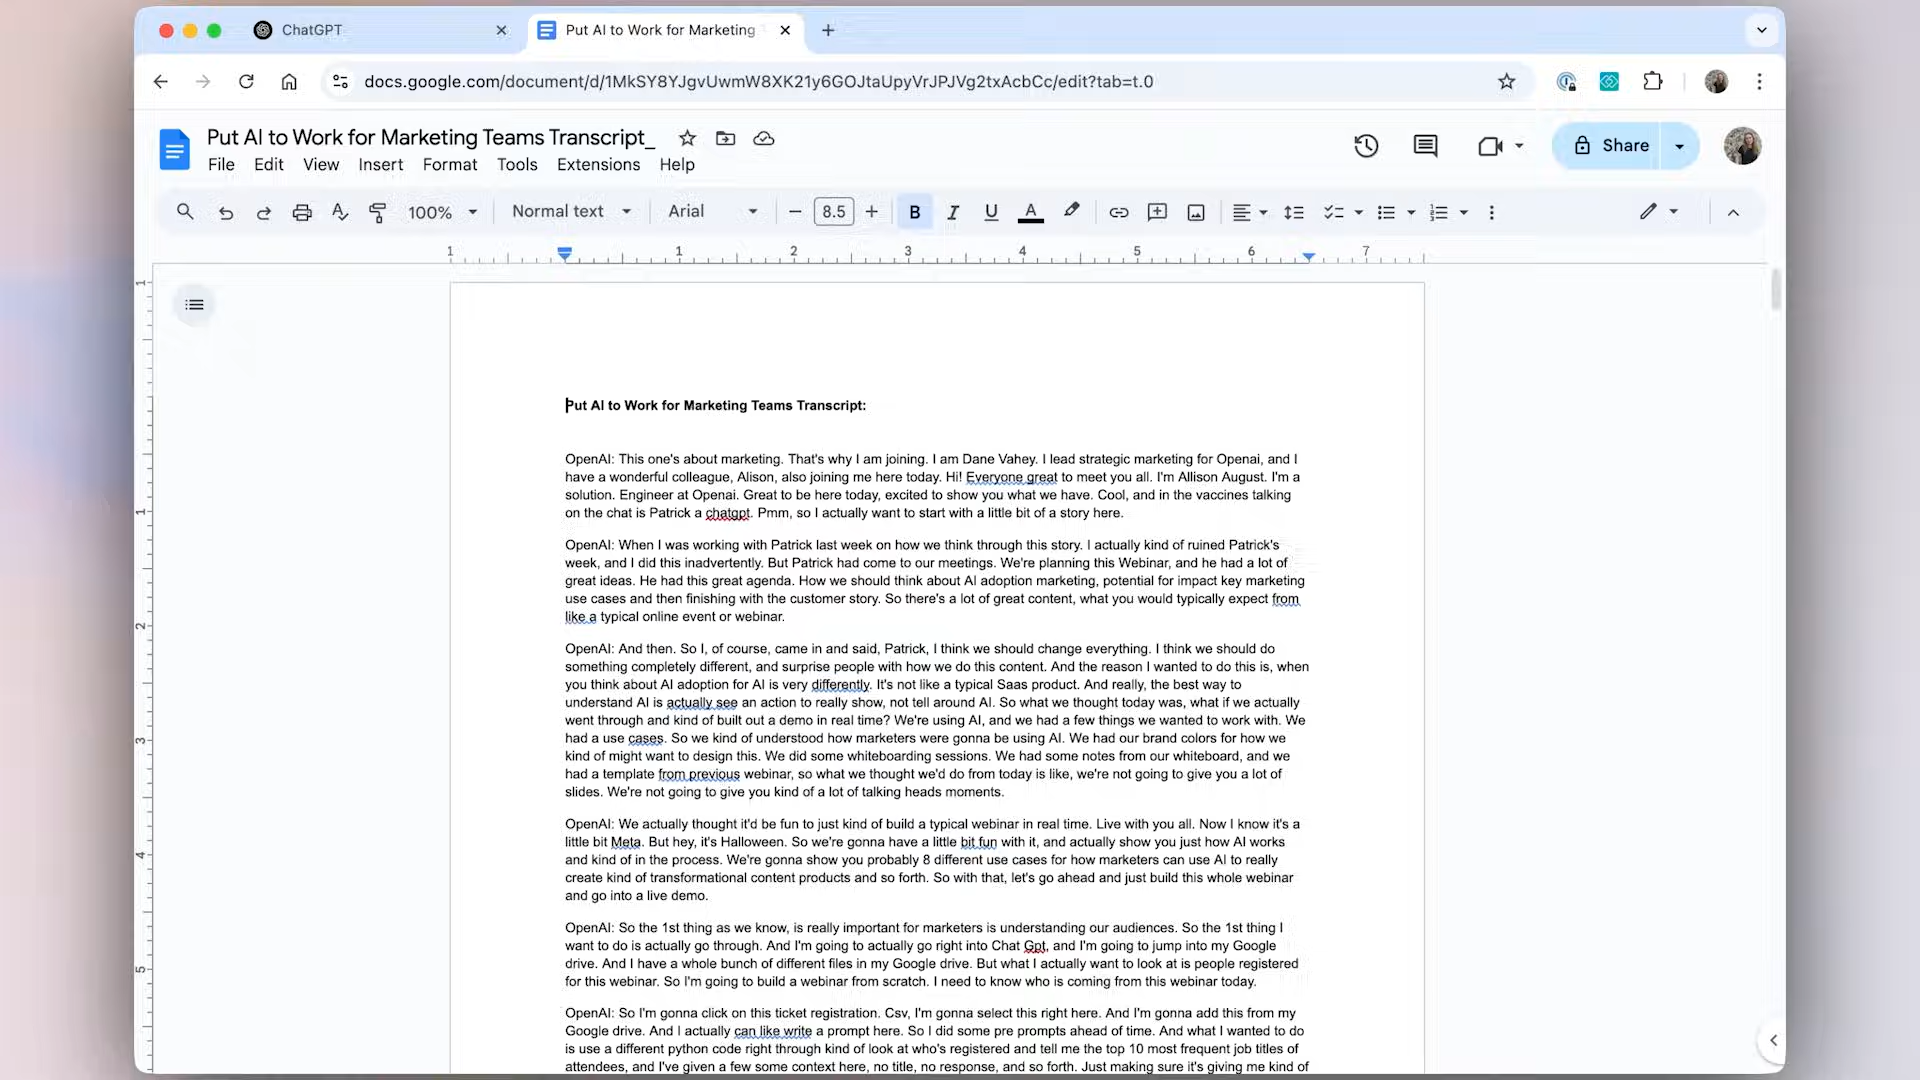 ChatGPT
Put AI to Work for Marketing
docs.google.com/document/d/1MkSY8YJgvUwmW8XK21y6GOJtaUpyVrJPJVg2txAcbCc/edit?tab=t.0
Put AI to Work for Marketing Teams Transcript_
Share
File Edit View Insert Format Tools Extensions Help
100% Normal text Arial 8.5 B I U A
1 1 2 3 4 5 6 7
1
1
2
3
4
5
Put AI to Work for Marketing Teams Transcript:
OpenAI: This one's about marketing. That's why I am joining. I am Dane Vahey. I lead strategic marketing for Openai, and I
have a wonderful colleague, Alison, also joining me here today. Hi! Everyone great to meet you all. I'm Allison August. I'm a
solution. Engineer at Openai. Great to be here today, excited to show you what we have. Cool, and in the vaccines talking
on the chat is Patrick a chatgpt. Pmm, so I actually want to start with a little bit of a story here.
OpenAI: When I was working with Patrick last week on how we think through this story. I actually kind of ruined Patrick's
week, and I did this inadvertently. But Patrick had come to our meetings. We're planning this Webinar, and he had a lot of
great ideas. He had this great agenda. How we should think about AI adoption marketing, potential for impact key marketing
use cases and then finishing with the customer story. So there's a lot of great content, what you would typically expect from
like a typical online event or webinar.
OpenAI: And then. So I, of course, came in and said, Patrick, I think we should change everything. I think we should do
something completely different, and surprise people with how we do this content. And the reason I wanted to do this is, when
you think about AI adoption for AI is very differently. It's not like a typical Saas product. And really, the best way to
understand AI is actually see an action to really show, not tell around AI. So what we thought today was, what if we actually
went through and kind of built out a demo in real time? We're using AI, and we had a few things we wanted to work with. We
had a use cases. So we kind of understood how marketers were gonna be using AI. We had our brand colors for how we
kind of might want to design this. We did some whiteboarding sessions. We had some notes from our whiteboard, and we
had a template from previous webinar, so what we thought we'd do from today is like, we're not going to give you a lot of
slides. We're not going to give you kind of a lot of talking heads moments.
OpenAI: We actually thought it'd be fun to just kind of build a typical webinar in real time. Live with you all. Now I know it's a
little bit Meta. But hey, it's Halloween. So we're gonna have a little bit fun with it, and actually show you just how AI works
and kind of in the process. We're gonna show you probably 8 different use cases for how marketers can use AI to really
create kind of transformational content products and so forth. So with that, let's go ahead and just build this whole webinar
and go into a live demo.
OpenAI: So the 1st thing as we know, is really important for marketers is understanding our audiences. So the 1st thing I
want to do is actually go through. And I'm going to actually go right into Chat Gpt, and I'm going to jump into my Google
drive. And I have a whole bunch of different files in my Google drive. But what I actually want to look at is people registered
for this webinar. So I'm going to build a webinar from scratch. I need to know who is coming from this webinar today.
OpenAI: So I'm gonna click on this ticket registration. Csv, I'm gonna select this right here. And I'm gonna add this from my
Google drive. And I actually can like write a prompt here. So I did some pre prompts ahead of time. And what I wanted to do
is use a different python code right through kind of look at who's registered and tell me the top 10 most frequent job titles of
attendees, and I've given a few some context here, no title, no response, and so forth. Just making sure it's giving me kind of